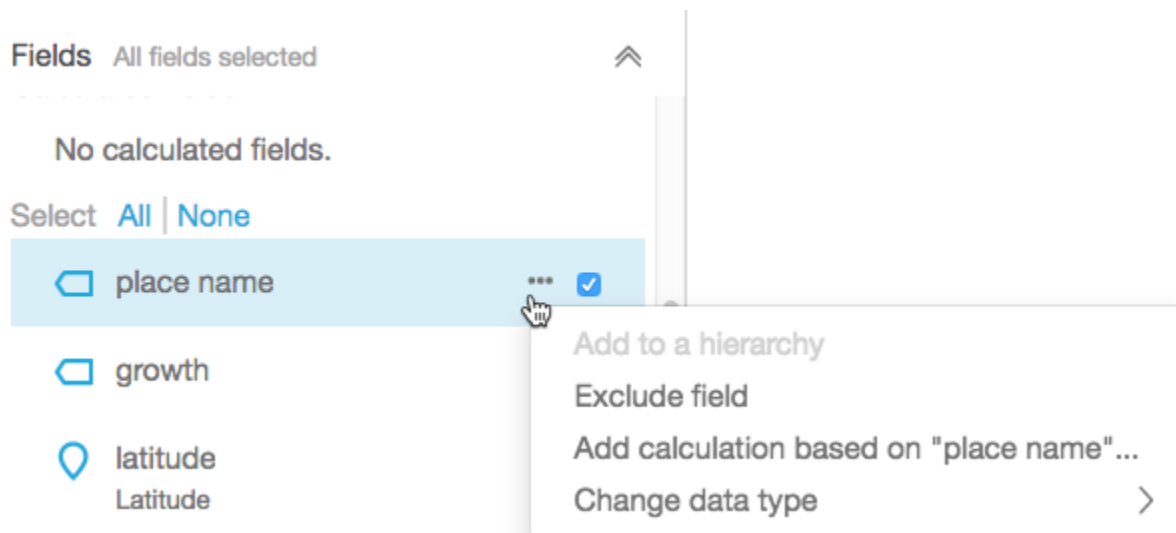 Fields All fields selected
No calculated fields.
Select All None
place name
growth
latitude
Latitude
Add to a hierarchy
Exclude field
Add calculation based on "place name"...
Change data type